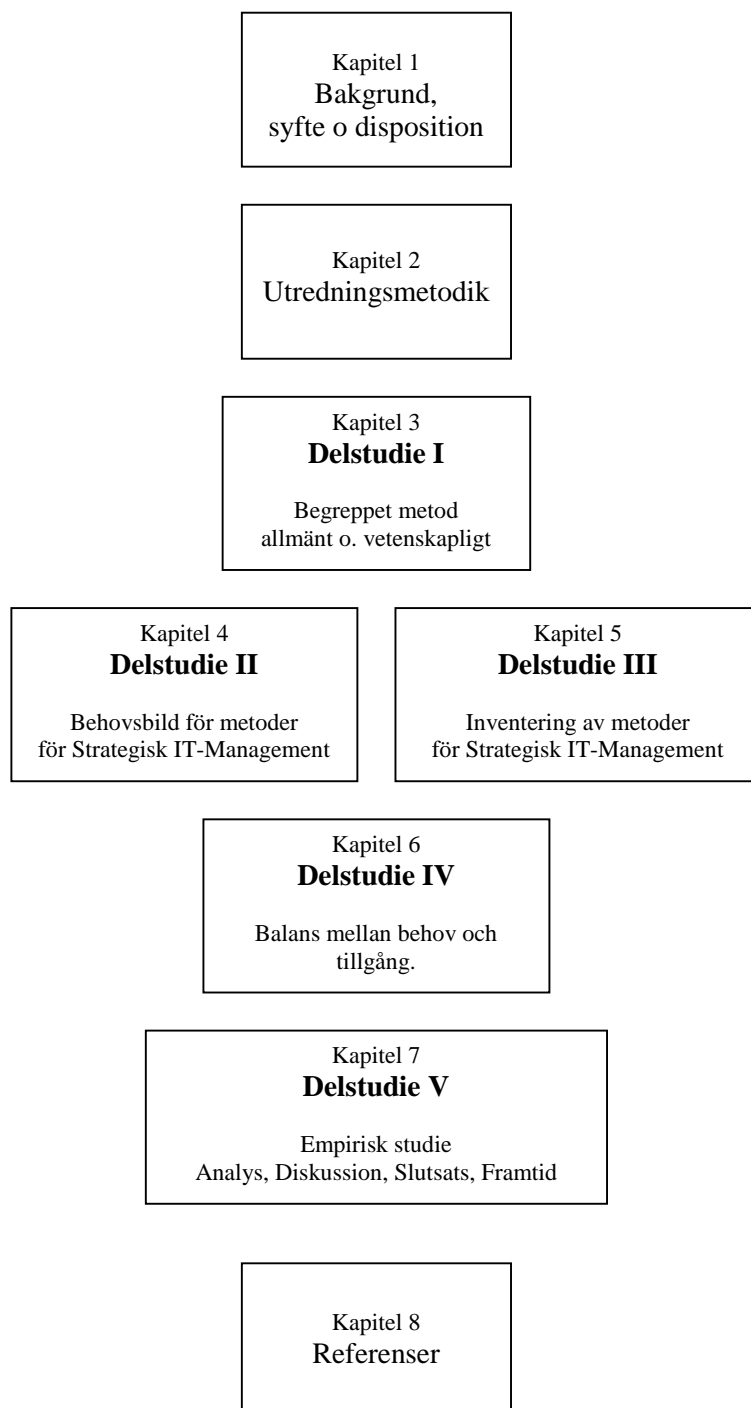 Kapitel 1
Bakgrund,
syfte o disposition
Kapitel 2
Utredningsmetodik
Kapitel 3
Delstudie I
Begreppet metod
allmänt o. vetenskapligt
Kapitel 4
Delstudie II
Behovsbild för metoder
för Strategisk IT-Management
Kapitel 5
Delstudie III
Inventering av metoder
för Strategisk IT-Management
Kapitel 6
Delstudie IV
Balans mellan behov och
tillgång.
Kapitel 7
Delstudie V
Empirisk studie
Analys, Diskussion, Slutsats, Framtid
Kapitel 8
Referenser